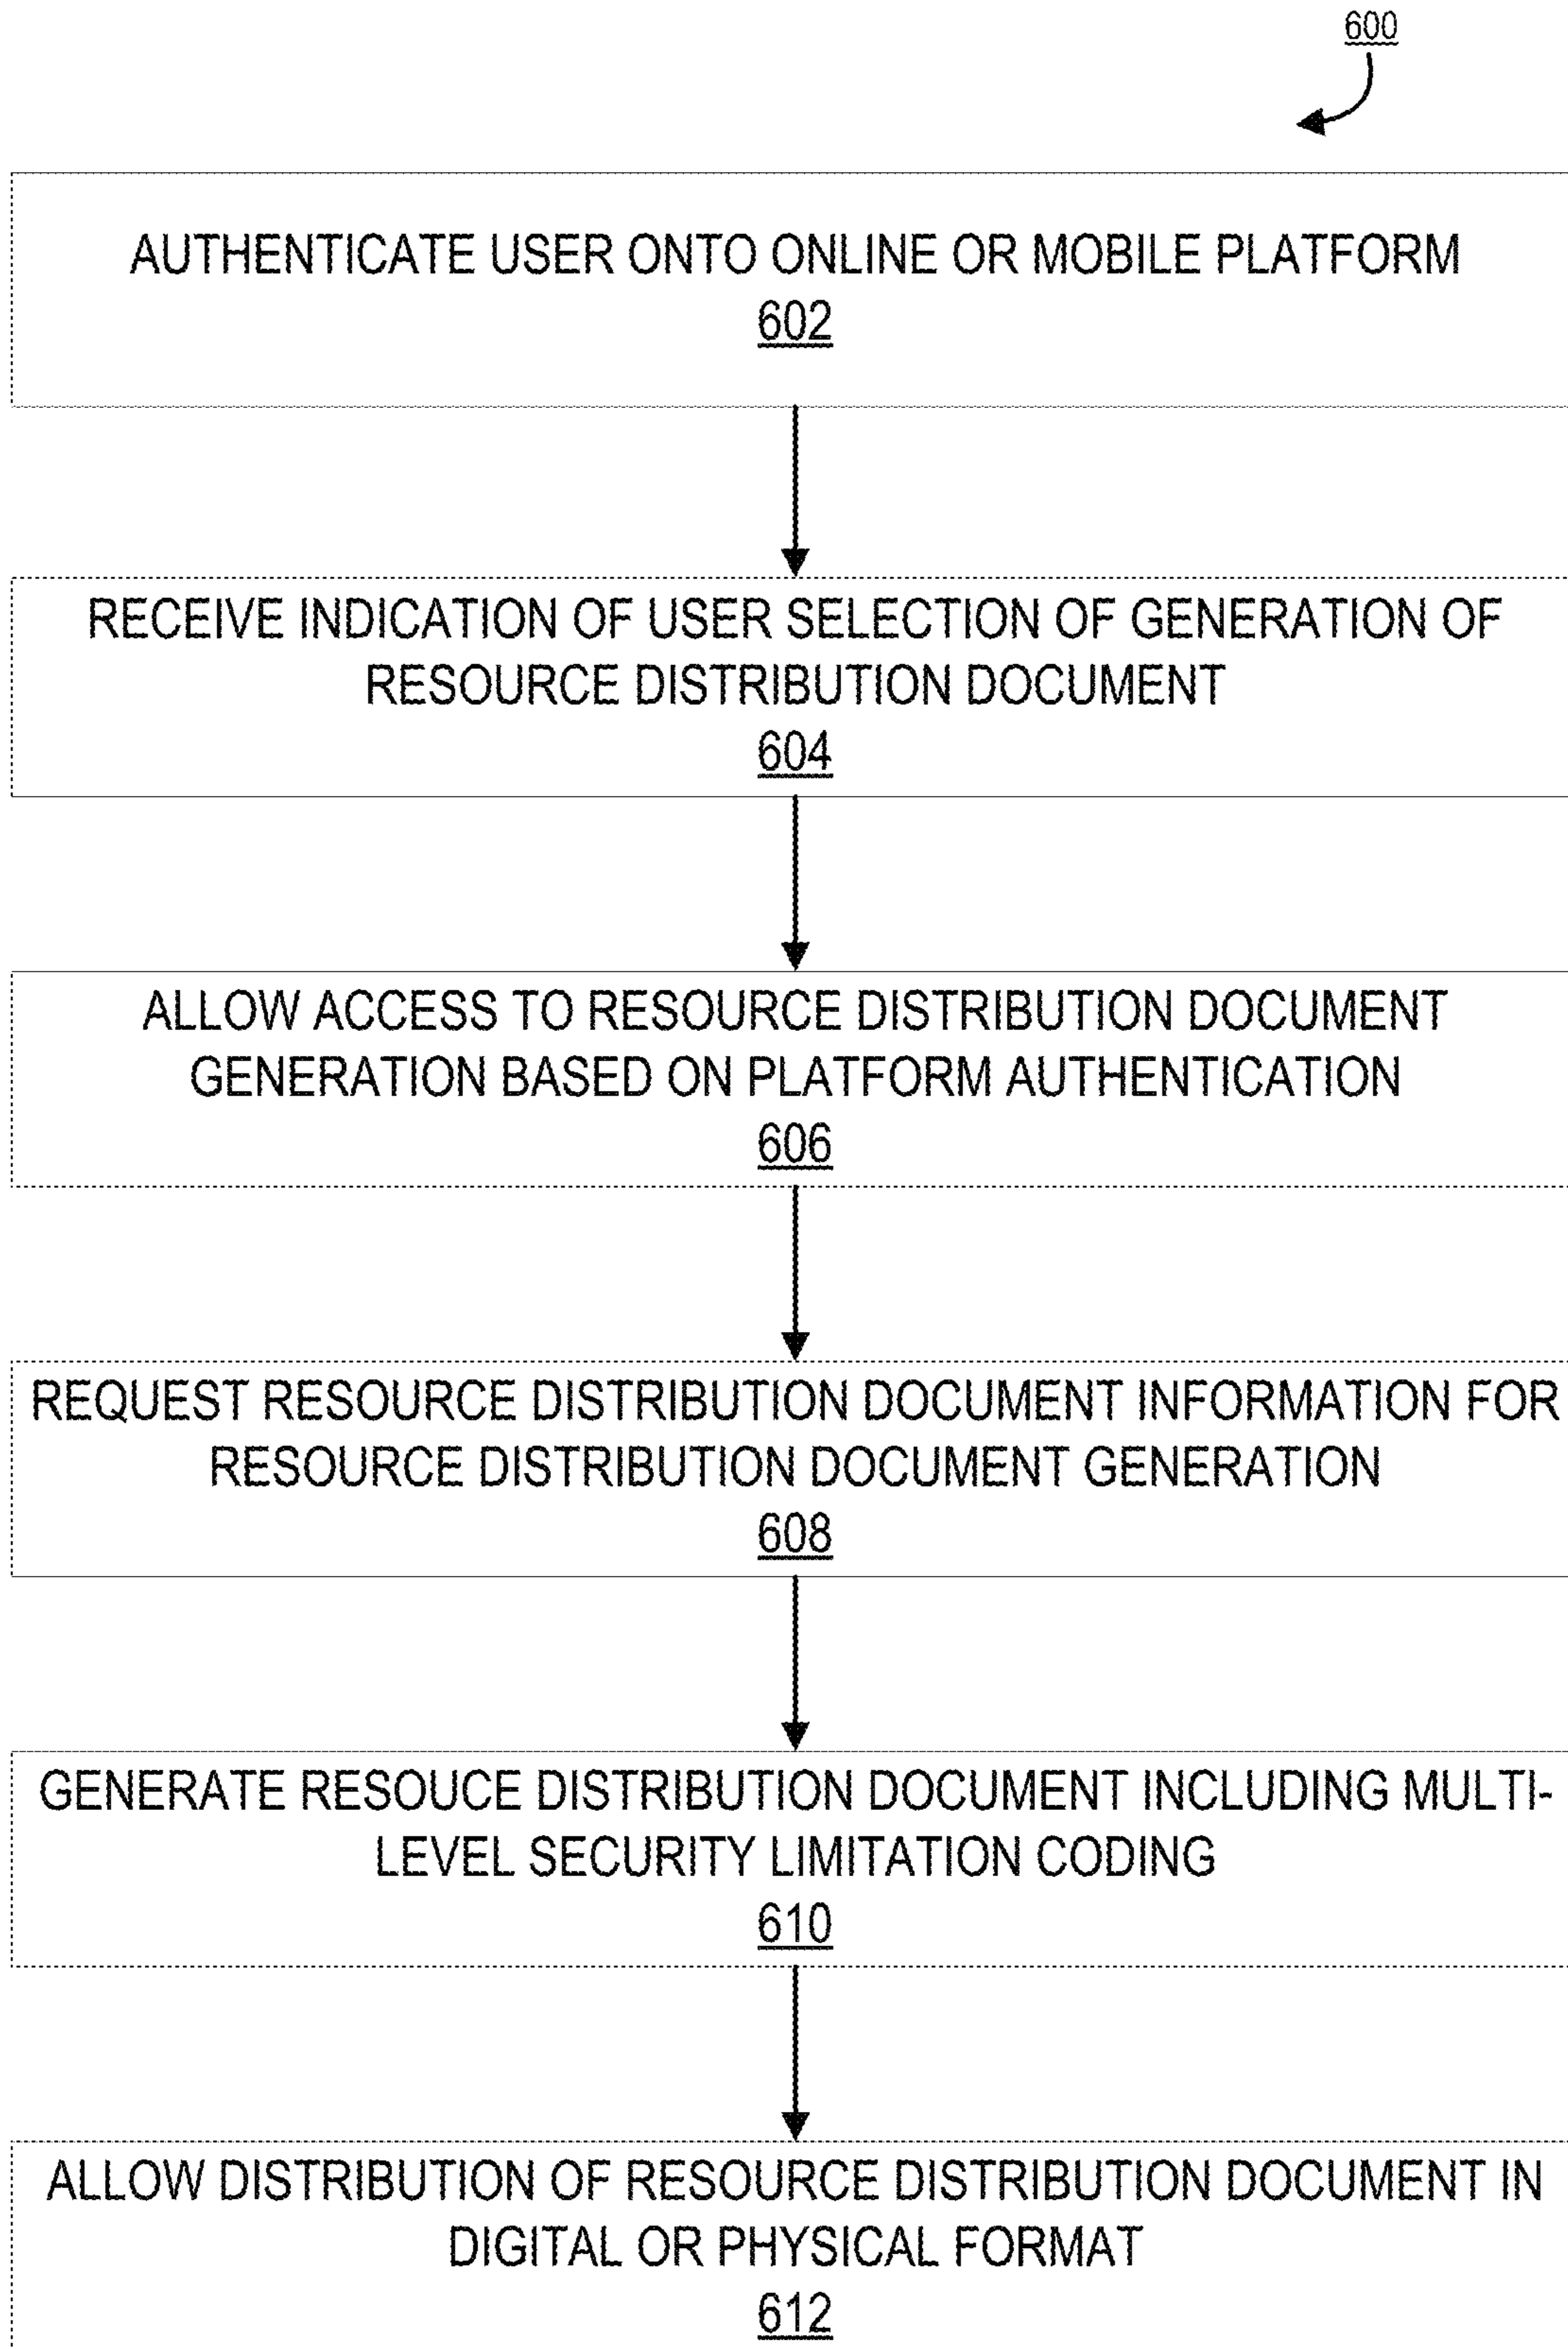 600
AUTHENTICATE USER ONTO ONLINE OR MOBILE PLATFORM
602
RECEIVE INDICATION OF USER SELECTION OF GENERATION OF
RESOURCE DISTRIBUTION DOCUMENT
604
ALLOW ACCESS TO RESOURCE DISTRIBUTION DOCUMENT
GENERATION BASED ON PLATFORM AUTHENTICATION
606
REQUEST RESOURCE DISTRIBUTION DOCUMENT INFORMATION FOR
RESOURCE DISTRIBUTION DOCUMENT GENERATION
608
GENERATE RESOUCE DISTRIBUTION DOCUMENT INCLUDING MULTI-
LEVEL SECURITY LIMITATION CODING
610
ALLOW DISTRIBUTION OF RESOURCE DISTRIBUTION DOCUMENT IN
DIGITAL OR PHYSICAL FORMAT
612